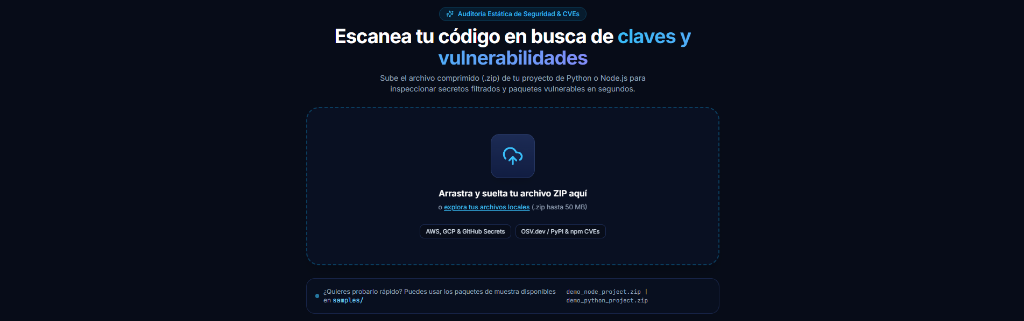 Auditoría Estática de Seguridad & CVEs
Escanea tu código en busca de claves y
vulnerabilidades
Sube el archivo comprimido (.zip) de tu proyecto de Python o Node.js para
inspeccionar secretos filtrados y paquetes vulnerables en segundos.
Arrastra y suelta tu archivo ZIP aquí
o explora tus archivos locales (.zip hasta 50 MB)
AWS, GCP & GitHub Secrets
OSV.dev / PyPI & npm CVEs
¿Quieres probarlo rápido? Puedes usar los paquetes de muestra disponibles
en samples/
demo_node_project.zip |
demo_python_project.zip